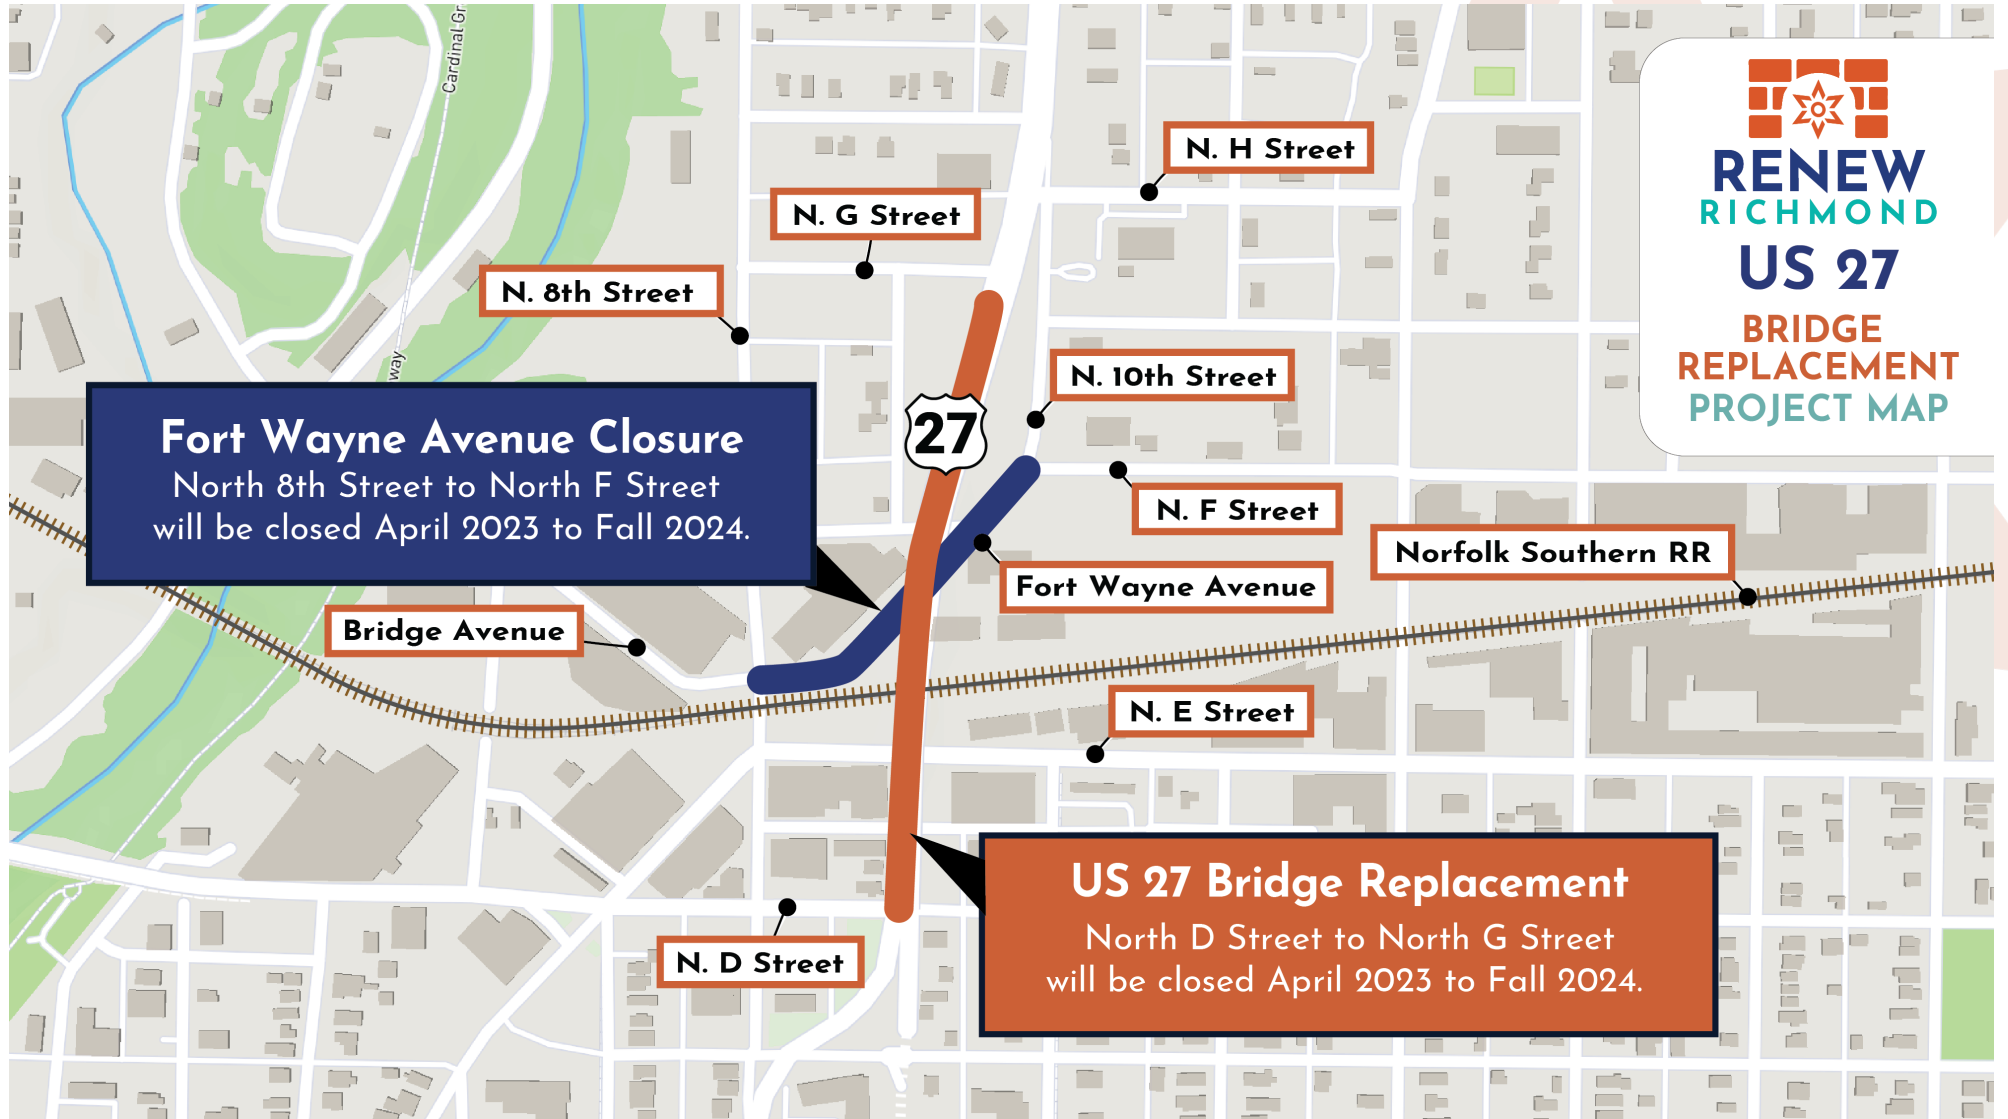 Cardinal Gr
RENEW
RICHMOND
US 27
BRIDGE
REPLACEMENT
PROJECT MAP
N. H Street
N. G Street
N. 8th Street
way
N. 10th Street
27
Fort Wayne Avenue Closure
North 8th Street to North F Street
will be closed April 2023 to Fall 2024.
N. F Street
Norfolk Southern RR
Fort Wayne Avenue
Bridge Avenue
N. E Street
US 27 Bridge Replacement
North D Street to North G Street
will be closed April 2023 to Fall 2024.
N. D Street